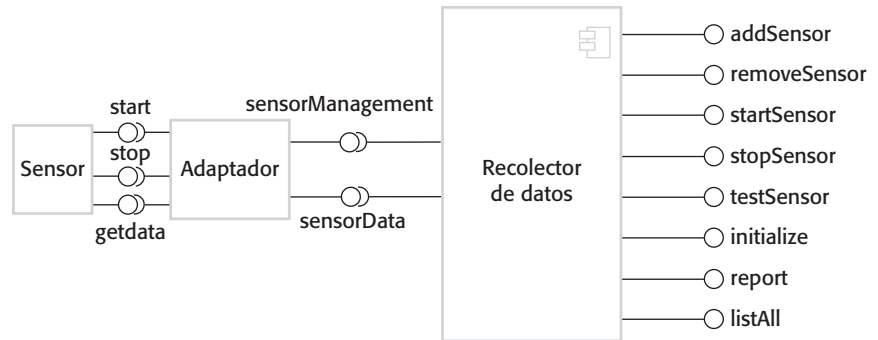 addSensor
removeSensor
startSensor
stopSensor
testSensor
initialize
report
listAll
start
stop
getdata
Sensor
Adaptador
sensorManagement
sensorData
Recolector
de datos